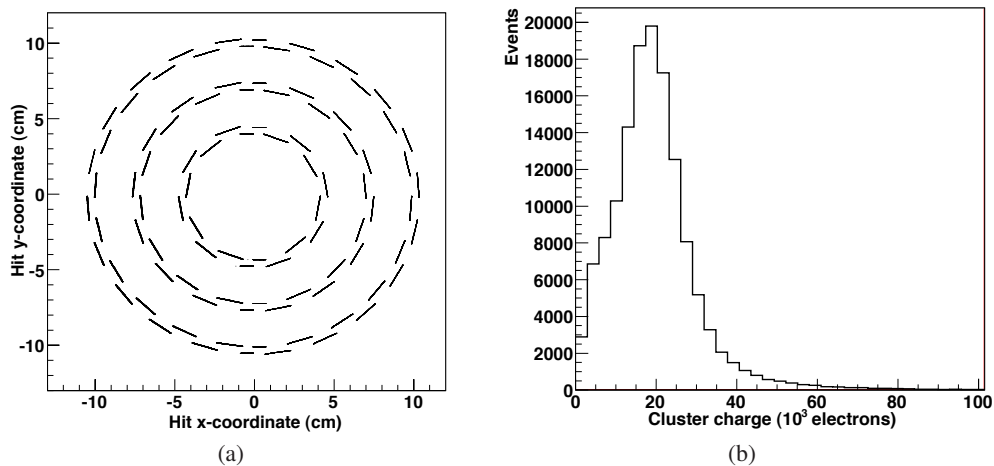 10
5
0
-5
-10
Hit y-coordinate (cm)
-10 -5 0 5 10
Hit x-coordinate (cm)
(a)
Events
20000
18000
16000
14000
12000
10000
8000
6000
4000
2000
0
0 20 40 60 80 100
Cluster charge (10³ electrons)
(b)